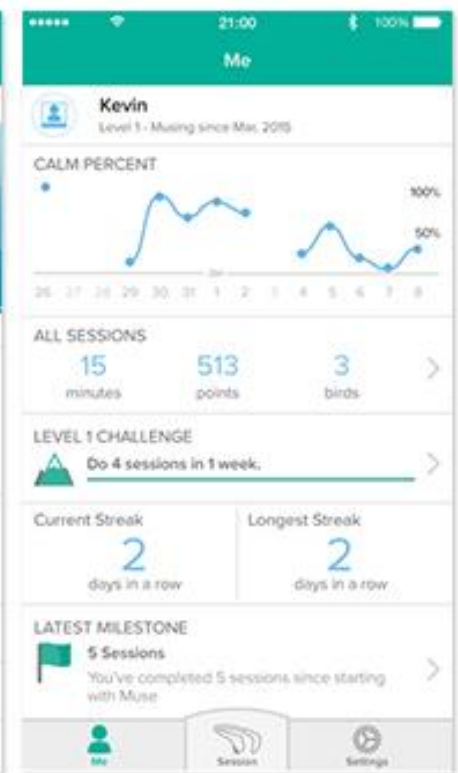 21:00
100%
Me
Kevin
Level 1 - Musing since Mar, 2015
CALM PERCENT
100%
50%
26 27 28 29 30 31 1 2 3 4 5 6 7 8
ALL SESSIONS
15 513 3
minutes points birds
LEVEL 1 CHALLENGE
Do 4 sessions in 1 week.
Current Streak Longest Streak
2 2
days in a row days in a row
LATEST MILESTONE
5 Sessions
You've completed 5 sessions since starting
with Muse
Me Session Settings